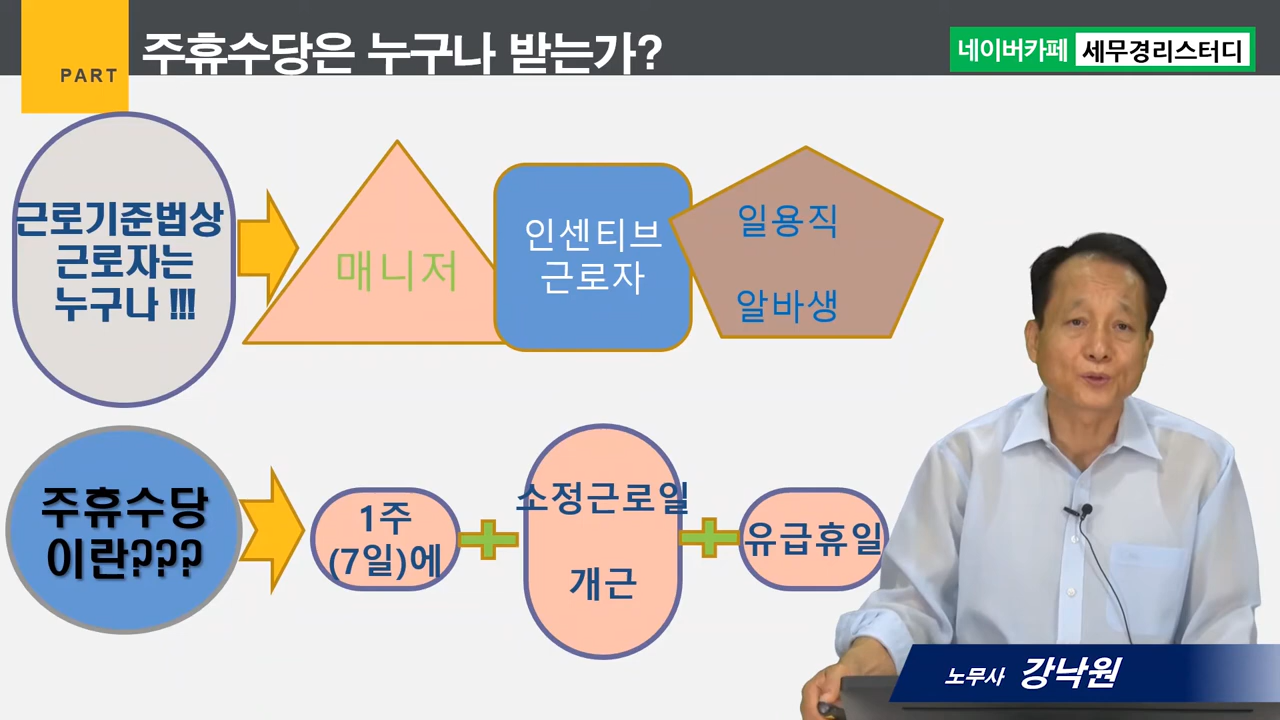 PART
주휴수당은 누구나 받는가?
네이버카페 세무경리스터디
근로기준법상
근로자는
누구나 !!!
매니저
인센티브
근로자
일용직
알바생
주휴수당
이란???
1주
(7일)에
소정근로일
개근
유급휴일
노무사 강낙원